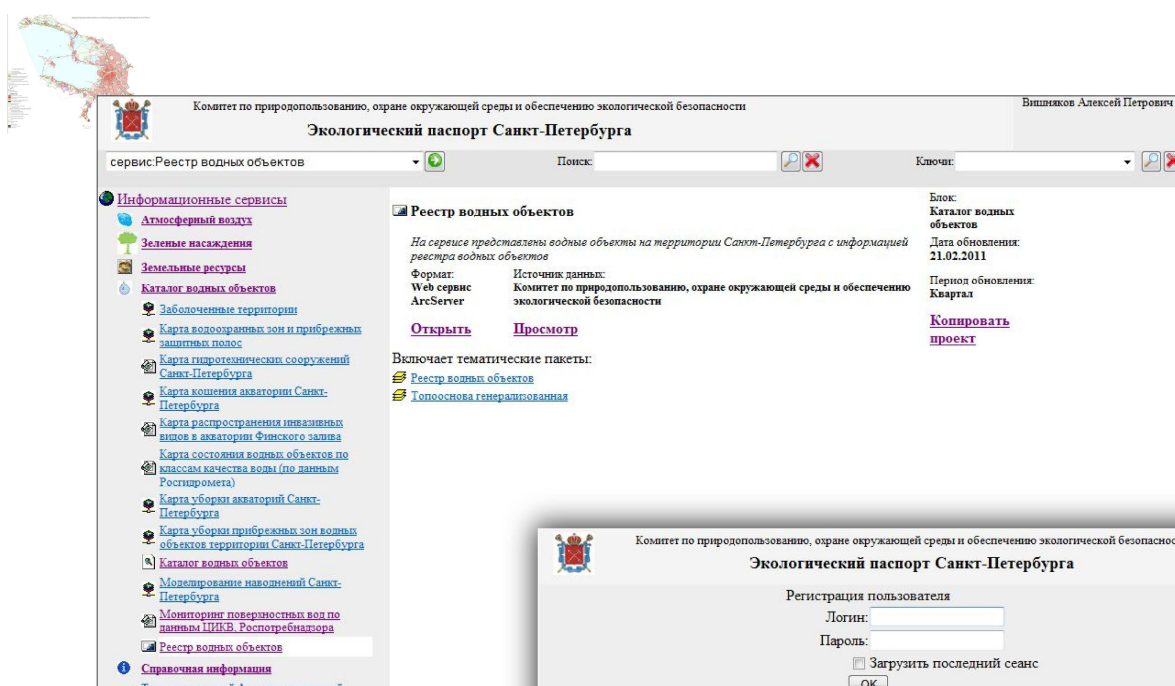 Комитет по природопользованию, охране окружающей среды и обеспечению экологической безопасности
Вишняков Алексей Петрович
Экологический паспорт Санкт-Петербурга
сервис:Реестр водных объектов
Поиск:
Ключи:
Информационные сервисы
Атмосферный воздух
Зеленые насаждения
Земельные ресурсы
Каталог водных объектов
Заболоченные территории
Карта водоохранных зон и прибрежных
защитных полос
Карта гидротехнических сооружений
Санкт-Петербурга
Карта кошения акватории Санкт-
Петербурга
Карта распространения инвазивных
видов в акватории Финского залива
Карта состояния водных объектов по
классам качества воды (по данным
Росгидромета)
Карта уборки акваторий Санкт-
Петербурга
Карта уборки прибрежных зон водных
объектов территории Санкт-Петербурга
Каталог водных объектов
Моделирование наводнений Санкт-
Петербурга
Мониторинг поверхностных вод по
данным ЦИКВ, Роспотребнадзора
Реестр водных объектов
Справочная информация
Реестр водных объектов
На сервисе представлены водные объекты на территории Санкт-Петербурга с информацией
реестра водных объектов
Формат:
Web сервис
ArcServer
Источник данных:
Комитет по природопользованию, охране окружающей среды и обеспечению
экологической безопасности
Открыть
Просмотр
Включает тематические пакеты:
Реестр водных объектов
Топооснова генерализованная
Блок:
Каталог водных
объектов
Дата обновления:
21.02.2011
Период обновления:
Квартал
Копировать
проект
Комитет по природопользованию, охране окружающей среды и обеспечению экологической безопаснос
Экологический паспорт Санкт-Петербурга
Регистрация пользователя
Логин:
Пароль:
Загрузить последний сеанс
OK